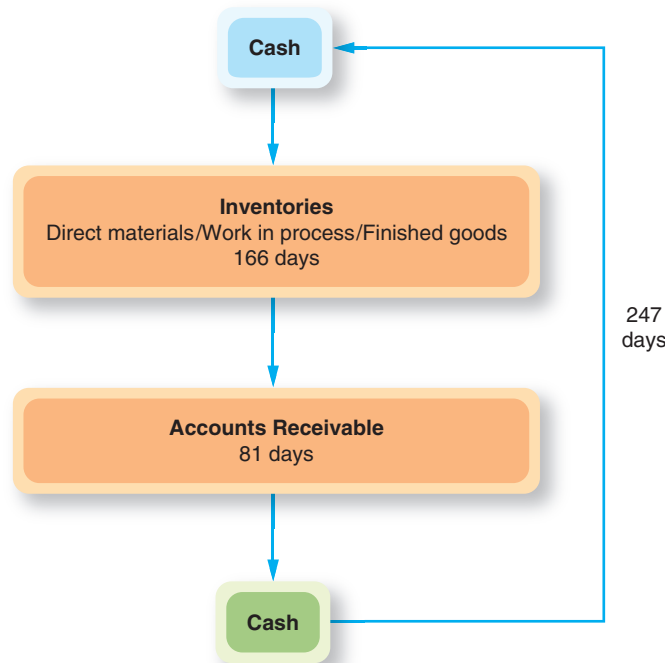 Cash
Inventories
Direct materials/Work in process/Finished goods
166 days
247
days
Accounts Receivable
81 days
Cash